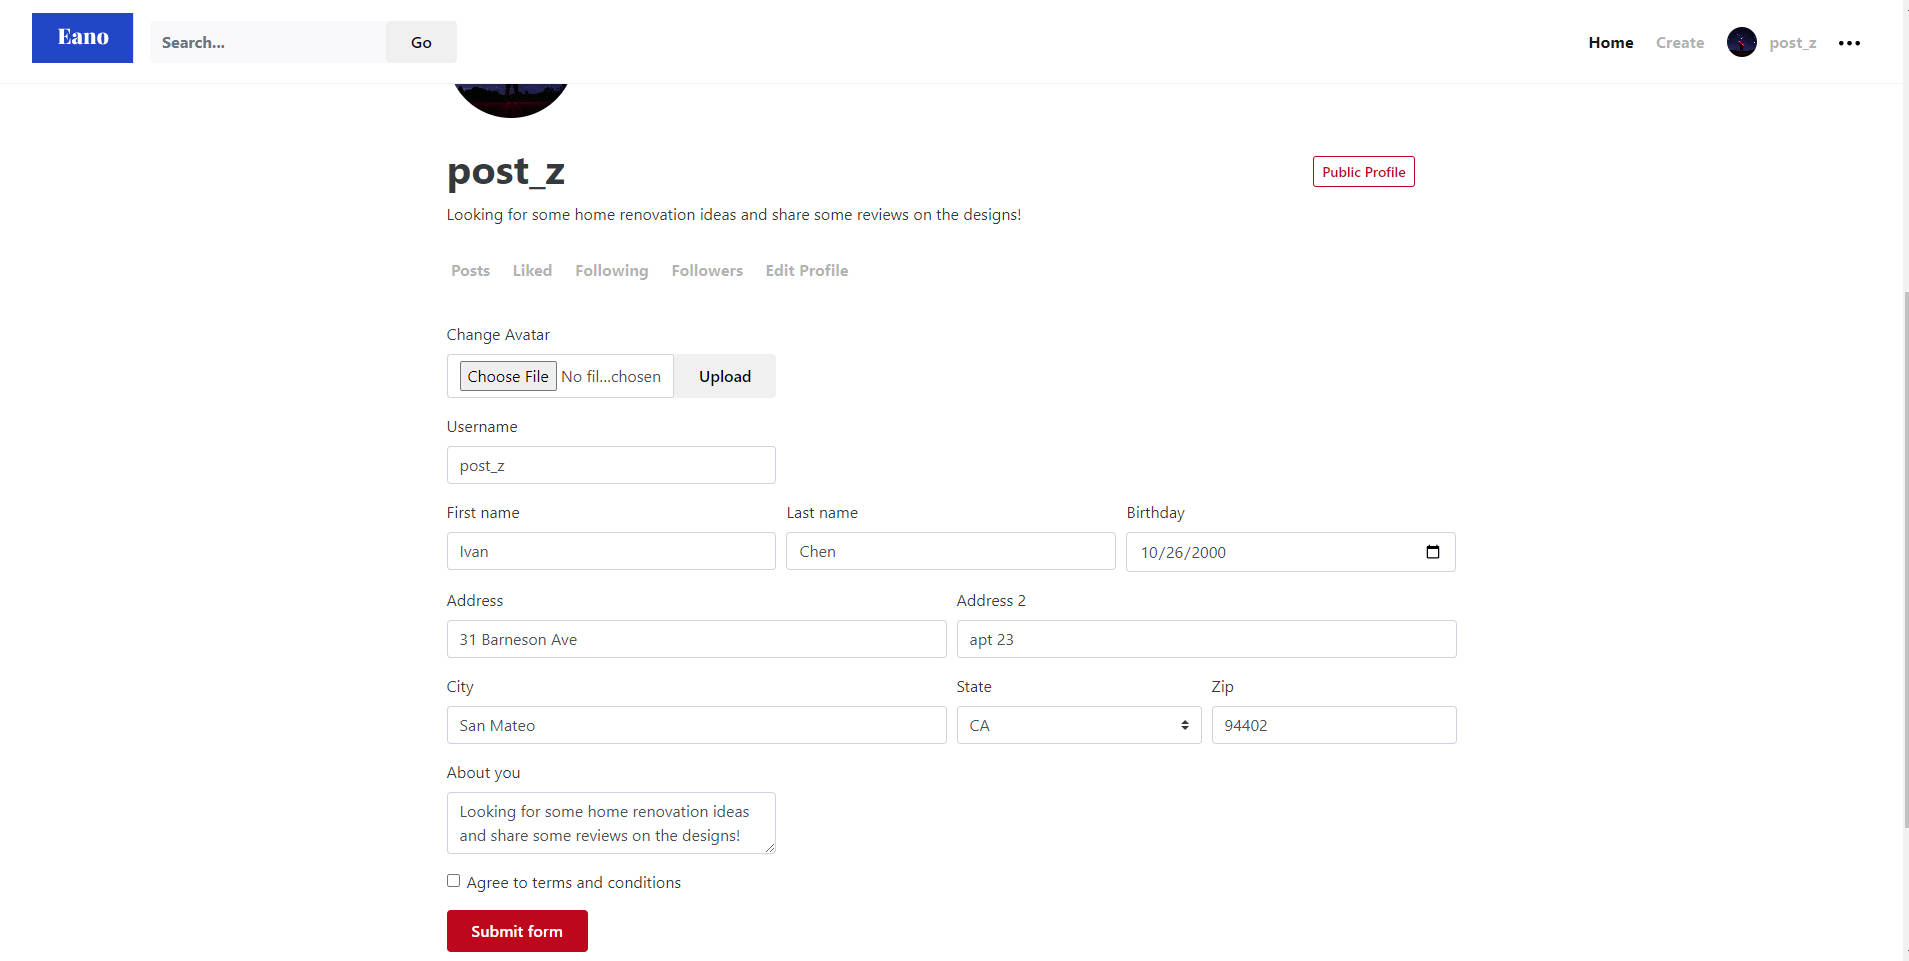 Eano
Search...
Go
Home
Create
post_z
post_z
Public Profile
Looking for some home renovation ideas and share some reviews on the designs!
Posts
Liked
Following
Followers
Edit Profile
Change Avatar
Choose File
No fil...chosen
Upload
Username
post_z
First name
Last name
Birthday
Ivan
Chen
10/26/2000
Address
Address 2
31 Barneson Ave
apt 23
City
State
Zip
San Mateo
CA
94402
About you
Looking for some home renovation ideas
and share some reviews on the designs!
Agree to terms and conditions
Submit form